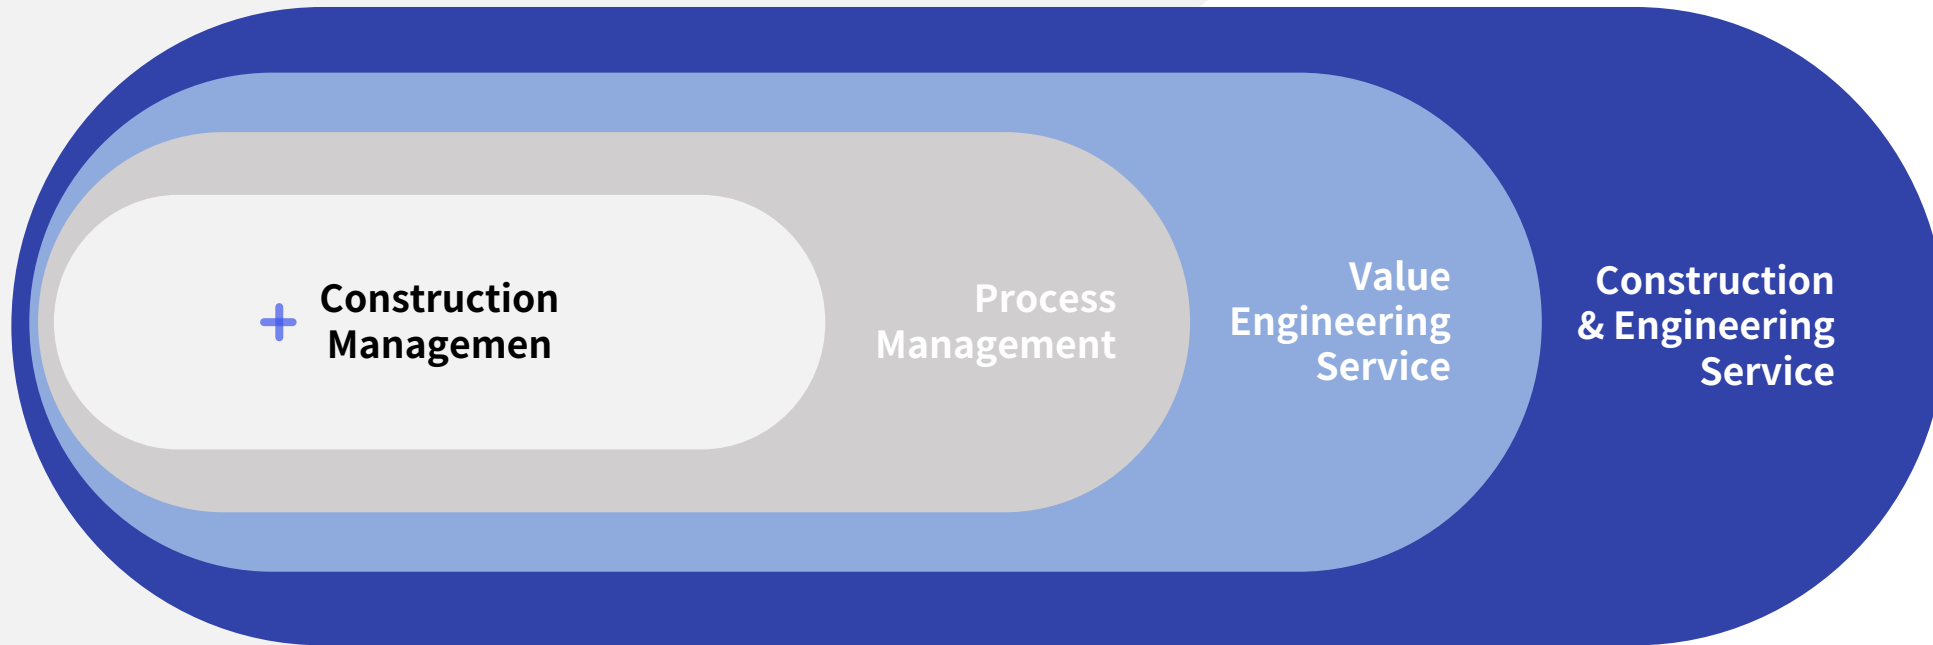 Construction
Managemen
Process
Management
Value
Engineering
Service
Construction
& Engineering
Service